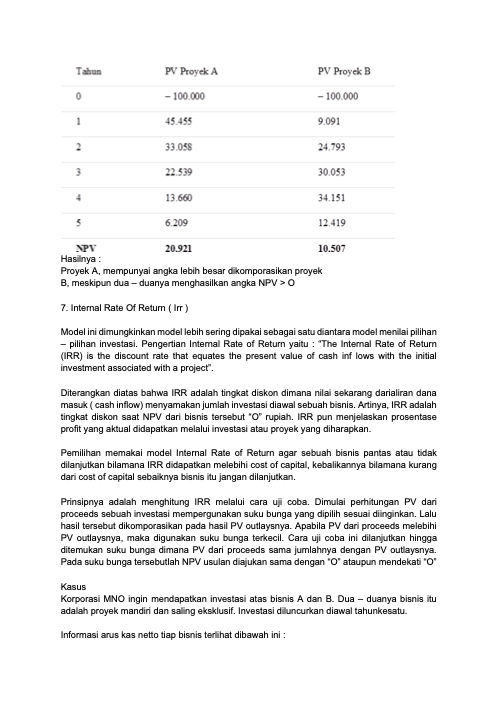 Tahun PV Proyek A PV Proyek B
0 – 100.000 – 100.000
1 45.455 9.091
2 33.058 24.793
3 22.539 30.053
4 13.660 34.151
5 6.209 12.419
NPV 20.921 10.507
Hasilnya :
Proyek A, mempunyai angka lebih besar dikomporasikan proyek
B, meskipun dua – duanya menghasilkan angka NPV > O
7. Internal Rate Of Return ( Irr )
Model ini dimungkinkan model lebih sering dipakai sebagai satu diantara model menilai pilihan
– pilihan investasi. Pengertian Internal Rate of Return yaitu : “The Internal Rate of Return
(IRR) is the discount rate that equates the present value of cash inf lows with the initial
investment associated with a project”.
Diterangkan diatas bahwa IRR adalah tingkat diskon dimana nilai sekarang darialiran dana
masuk ( cash inflow) menyamakan jumlah investasi diawal sebuah bisnis. Artinya, IRR adalah
tingkat diskon saat NPV dari bisnis tersebut “O” rupiah. IRR pun menjelaskan prosentase
profit yang aktual didapatkan melalui investasi atau proyek yang diharapkan.
Pemilihan memakai model Internal Rate of Return agar sebuah bisnis pantas atau tidak
dilanjutkan bilamana IRR didapatkan melebihi cost of capital, kebalikannya bilamana kurang
dari cost of capital sebaiknya bisnis itu jangan dilanjutkan.
Prinsipnya adalah menghitung IRR melalui cara uji coba. Dimulai perhitungan PV dari
proceeds sebuah investasi mempergunakan suku bunga yang dipilih sesuai diinginkan. Lalu
hasil tersebut dikomporasikan pada hasil PV outlaysnya. Apabila PV dari proceeds melebihi
PV outlaysnya, maka digunakan suku bunga terkecil. Cara uji coba ini dilanjutkan hingga
ditemukan suku bunga dimana PV dari proceeds sama jumlahnya dengan PV outlaysnya.
Pada suku bunga tersebutlah NPV usulan diajukan sama dengan “O” ataupun mendekati “O”
Kasus
Korporasi MNO ingin mendapatkan investasi atas bisnis A dan B. Dua – duanya bisnis itu
adalah proyek mandiri dan saling eksklusif. Investasi diluncurkan diawal tahunkesatu.
Informasi arus kas netto tiap bisnis terlihat dibawah ini :